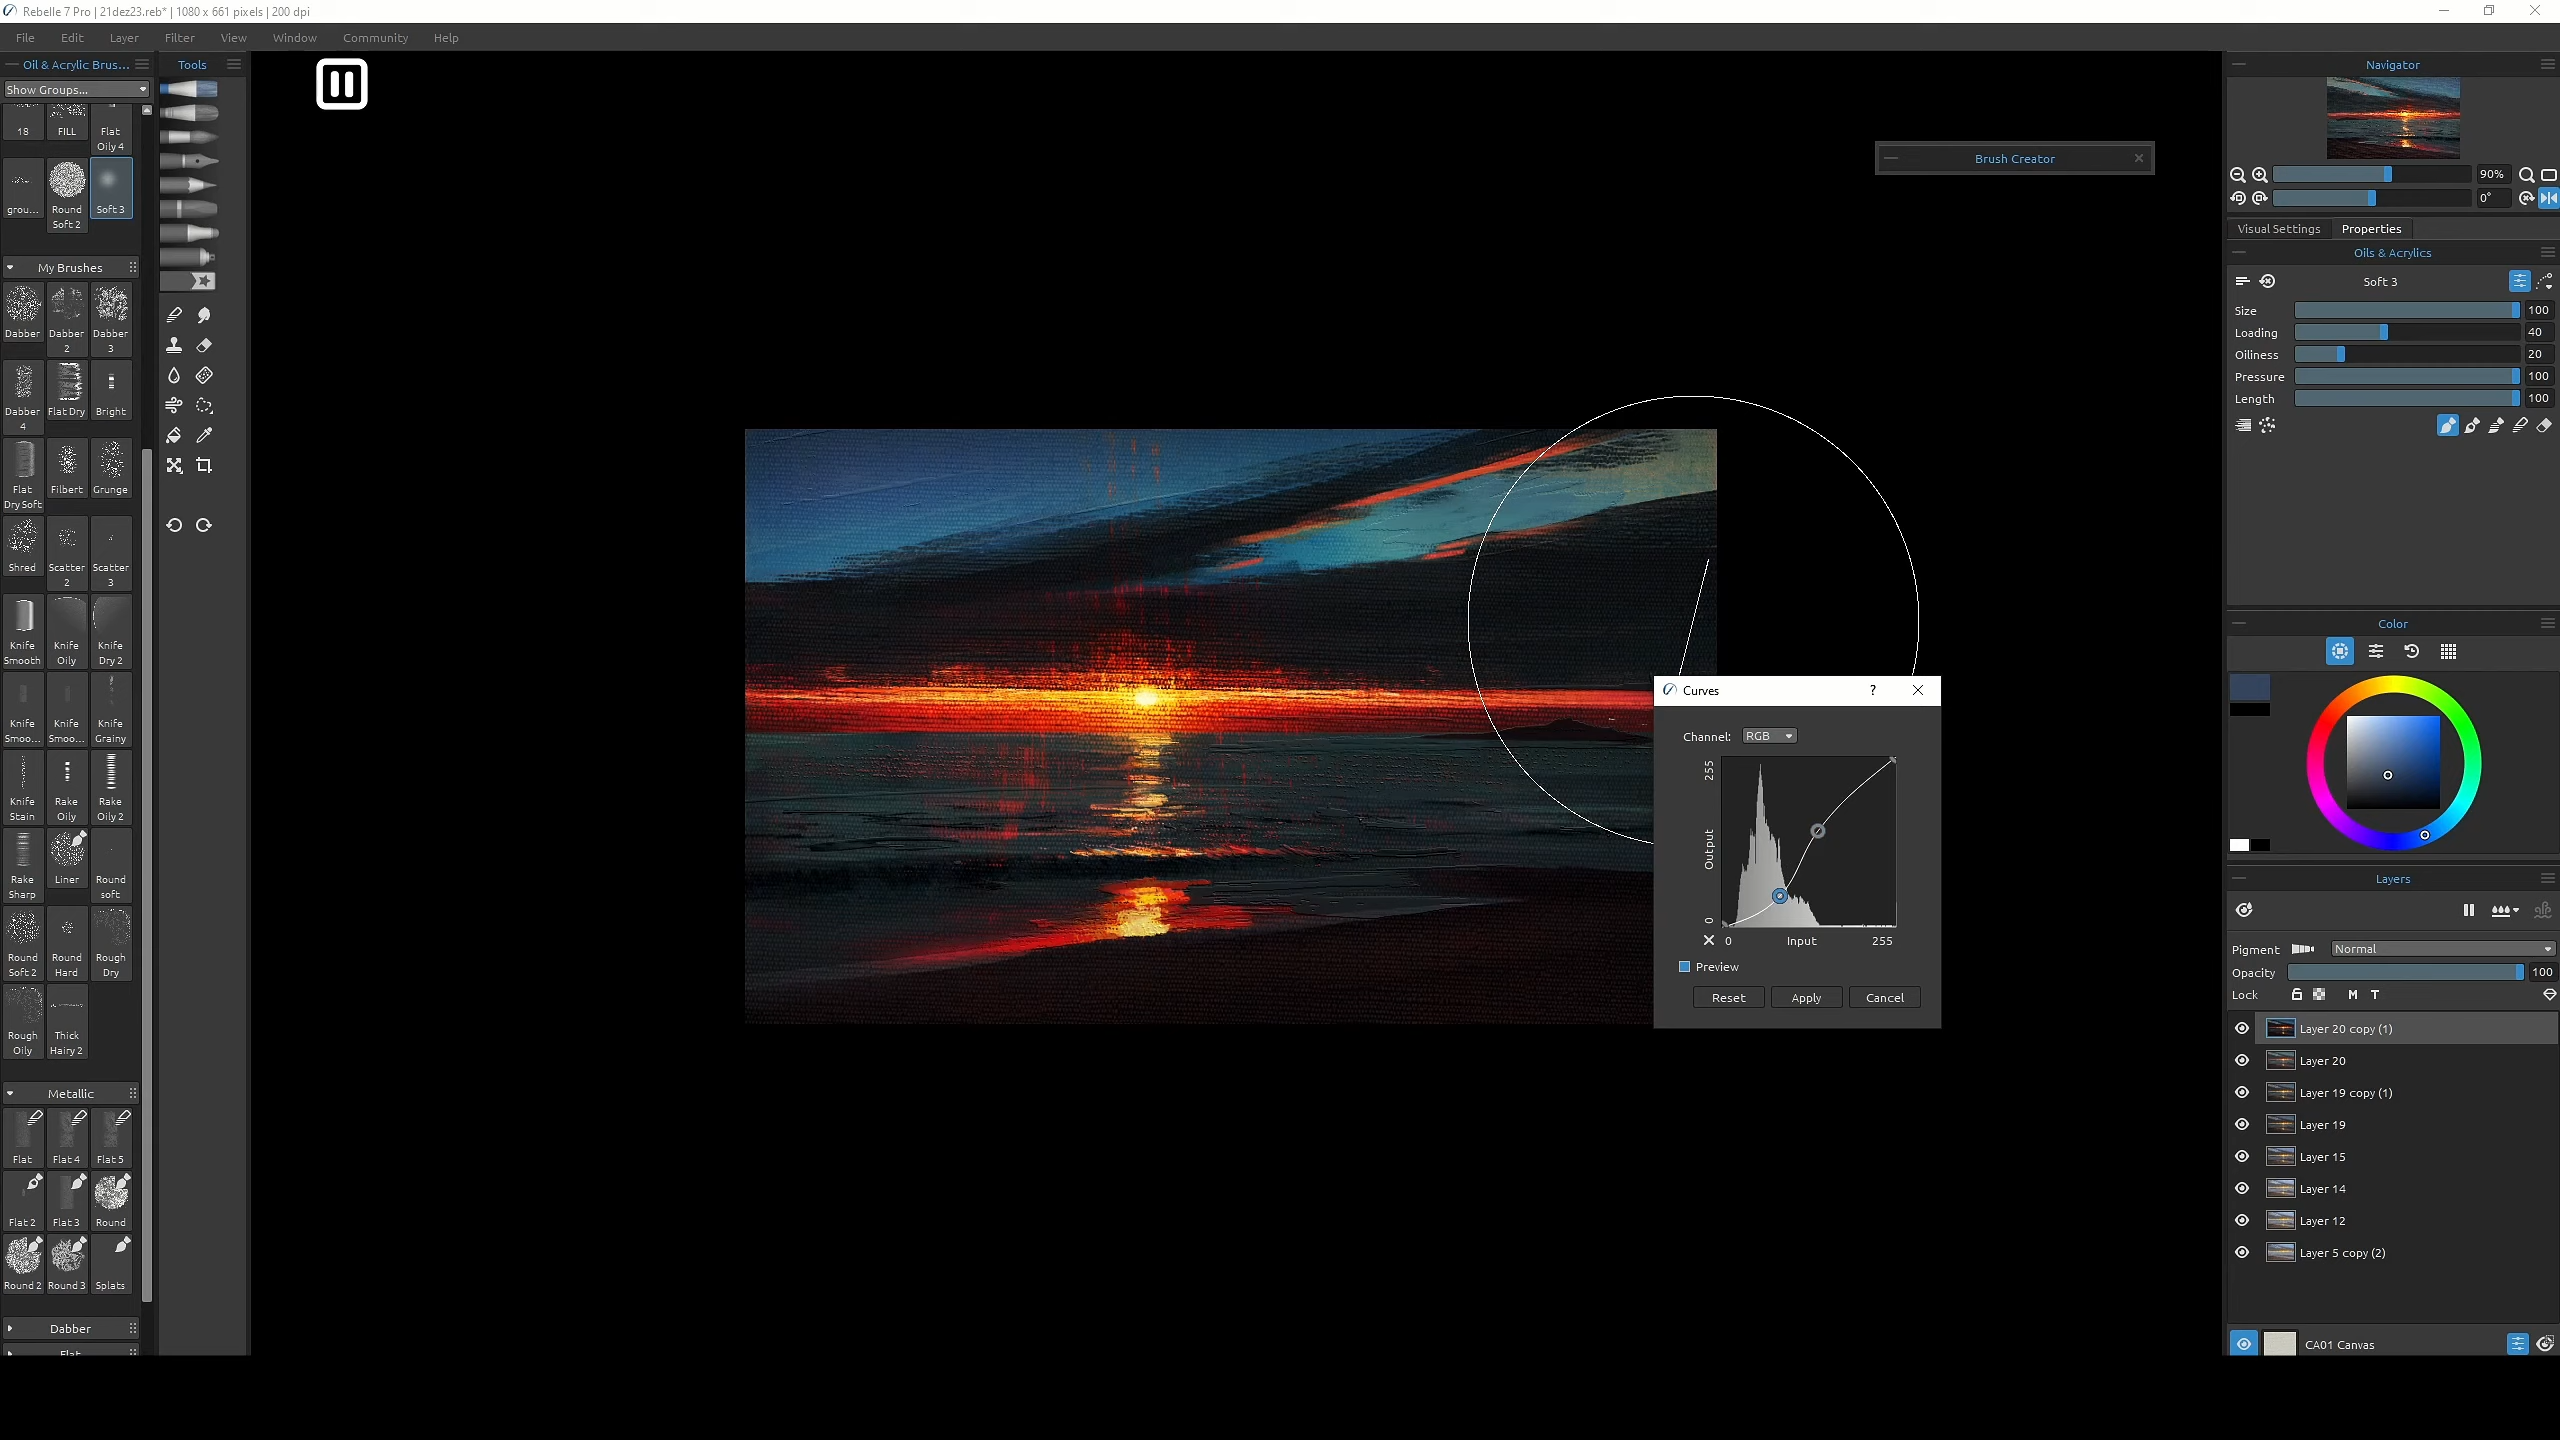 Rebelle 7 Pro | 21dez23.reb* | 1080 x 661 pixels | 200 dpi
File Edit Layer Filter View Window Community Help
Oil & Acrylic Brus...
Show Groups...
18 FILL Flat Oily 4
grou... Round Soft 2 Soft 3
My Brushes
Dabber Dabber 2 Dabber 3
Dabber 4 Flat Dry Bright
Flat Dry Soft Filbert Grunge
Shred Scatter 2 Scatter 3
Knife Smooth Knife Oily Knife Dry 2
Knife Smoo... Knife Smoo... Knife Grainy
Knife Stain Rake Oily Rake Oily 2
Rake Sharp Liner Round soft
Round Soft 2 Round Hard Rough Dry
Rough Oily Thick Hairy 2
Metallic
Flat Flat 4 Flat 5
Flat 2 Flat 3 Round
Round 2 Round 3 Splats
Dabber
Flat
Tools
Brush Creator
Curves ?
Channel: RGB
255
Output
0
0 Input 255
Preview
Reset Apply Cancel
Navigator
90%
0°
Visual Settings Properties
Oils & Acrylics
Soft 3
Size 100
Loading 40
Oiliness 20
Pressure 100
Length 100
Color
Layers
Pigment Normal
Opacity 100
Lock M T
Layer 20 copy (1)
Layer 20
Layer 19 copy (1)
Layer 19
Layer 15
Layer 14
Layer 12
Layer 5 copy (2)
CA01 Canvas